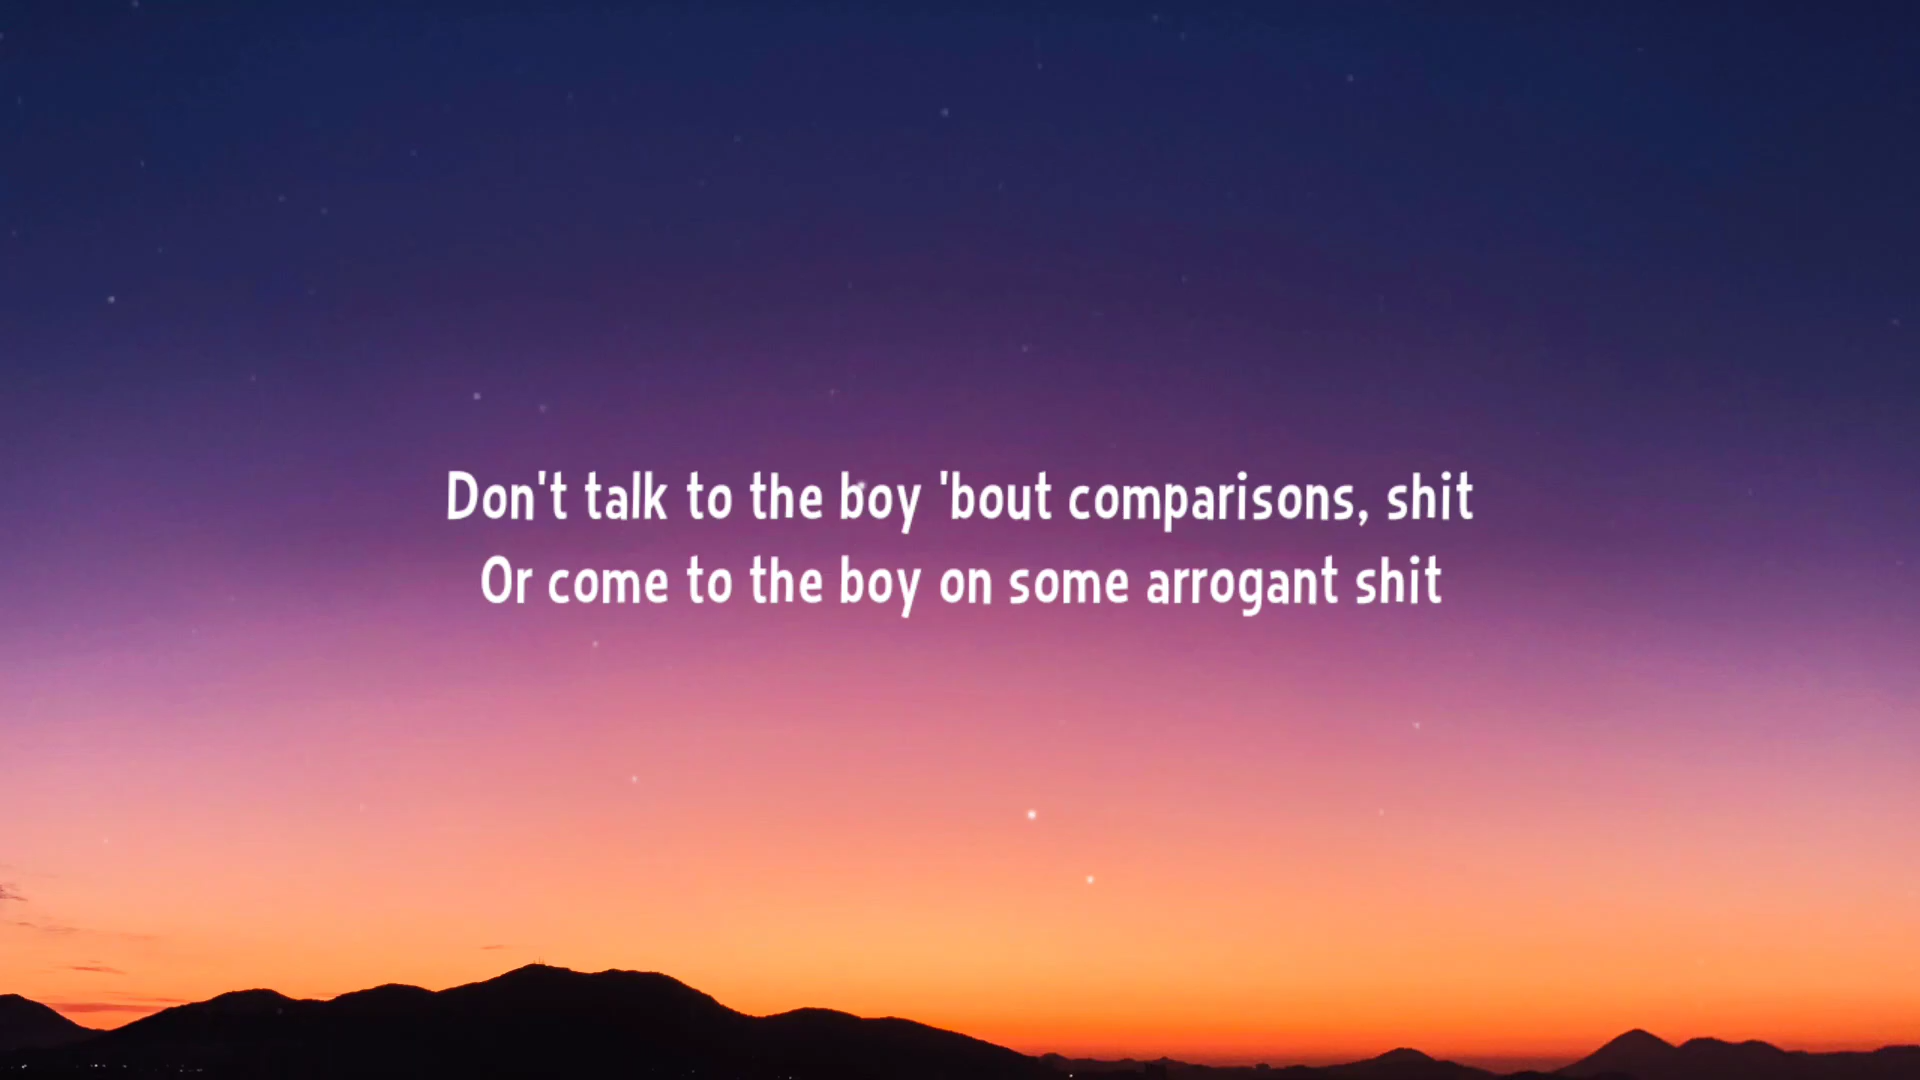 Don't talk to the boy 'bout comparisons, shit
Or come to the boy on some arrogant shit